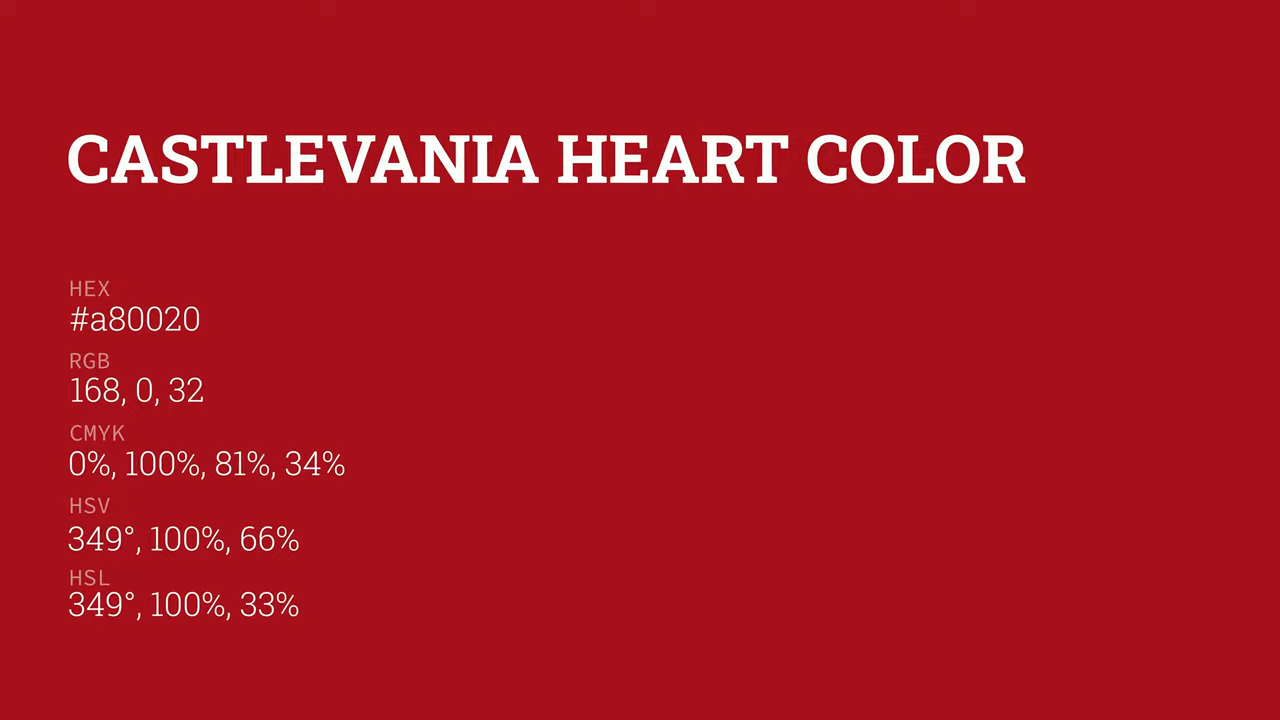 CASTLEVANIA HEART COLOR
HEX
#a80020
RGB
168, 0, 32
CMYK
0%, 100%, 81%, 34%
HSV
349°, 100%, 66%
HSL
349°, 100%, 33%